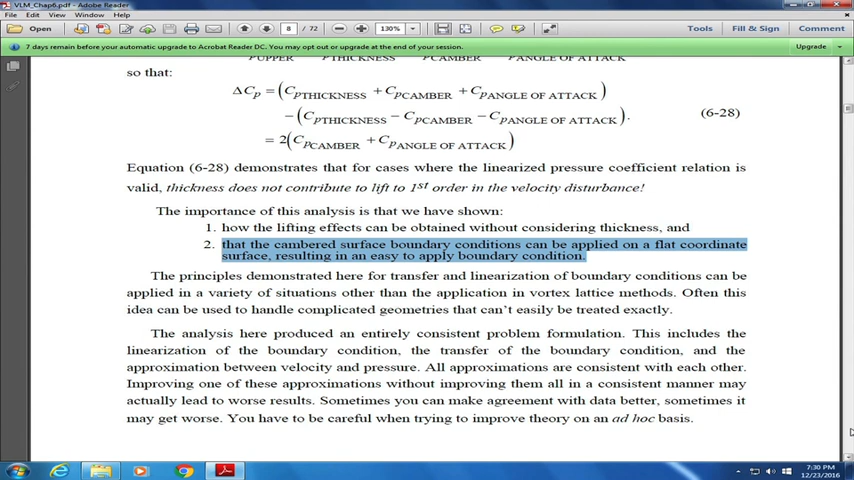 VLM_Chap6.pdf - Adobe Reader
File Edit View Window Help
Open 8 / 72 130% Tools Fill & Sign Comment
7 days remain before your automatic upgrade to Acrobat Reader DC. You may opt out or upgrade at the end of your session. Upgrade
so that:
ΔCp = (CpTHICKNESS + CpCAMBER + CpANGLE OF ATTACK)
− (CpTHICKNESS − CpCAMBER − CpANGLE OF ATTACK). (6-28)
= 2(CpCAMBER + CpANGLE OF ATTACK)
Equation (6-28) demonstrates that for cases where the linearized pressure coefficient relation is
valid, thickness does not contribute to lift to 1st order in the velocity disturbance!
The importance of this analysis is that we have shown:
1. how the lifting effects can be obtained without considering thickness, and
2. that the cambered surface boundary conditions can be applied on a flat coordinate
surface, resulting in an easy to apply boundary condition.
The principles demonstrated here for transfer and linearization of boundary conditions can be
applied in a variety of situations other than the application in vortex lattice methods. Often this
idea can be used to handle complicated geometries that can't easily be treated exactly.
The analysis here produced an entirely consistent problem formulation. This includes the
linearization of the boundary condition, the transfer of the boundary condition, and the
approximation between velocity and pressure. All approximations are consistent with each other.
Improving one of these approximations without improving them all in a consistent manner may
actually lead to worse results. Sometimes you can make agreement with data better, sometimes it
may get worse. You have to be careful when trying to improve theory on an ad hoc basis.
7:30 PM
12/23/2016